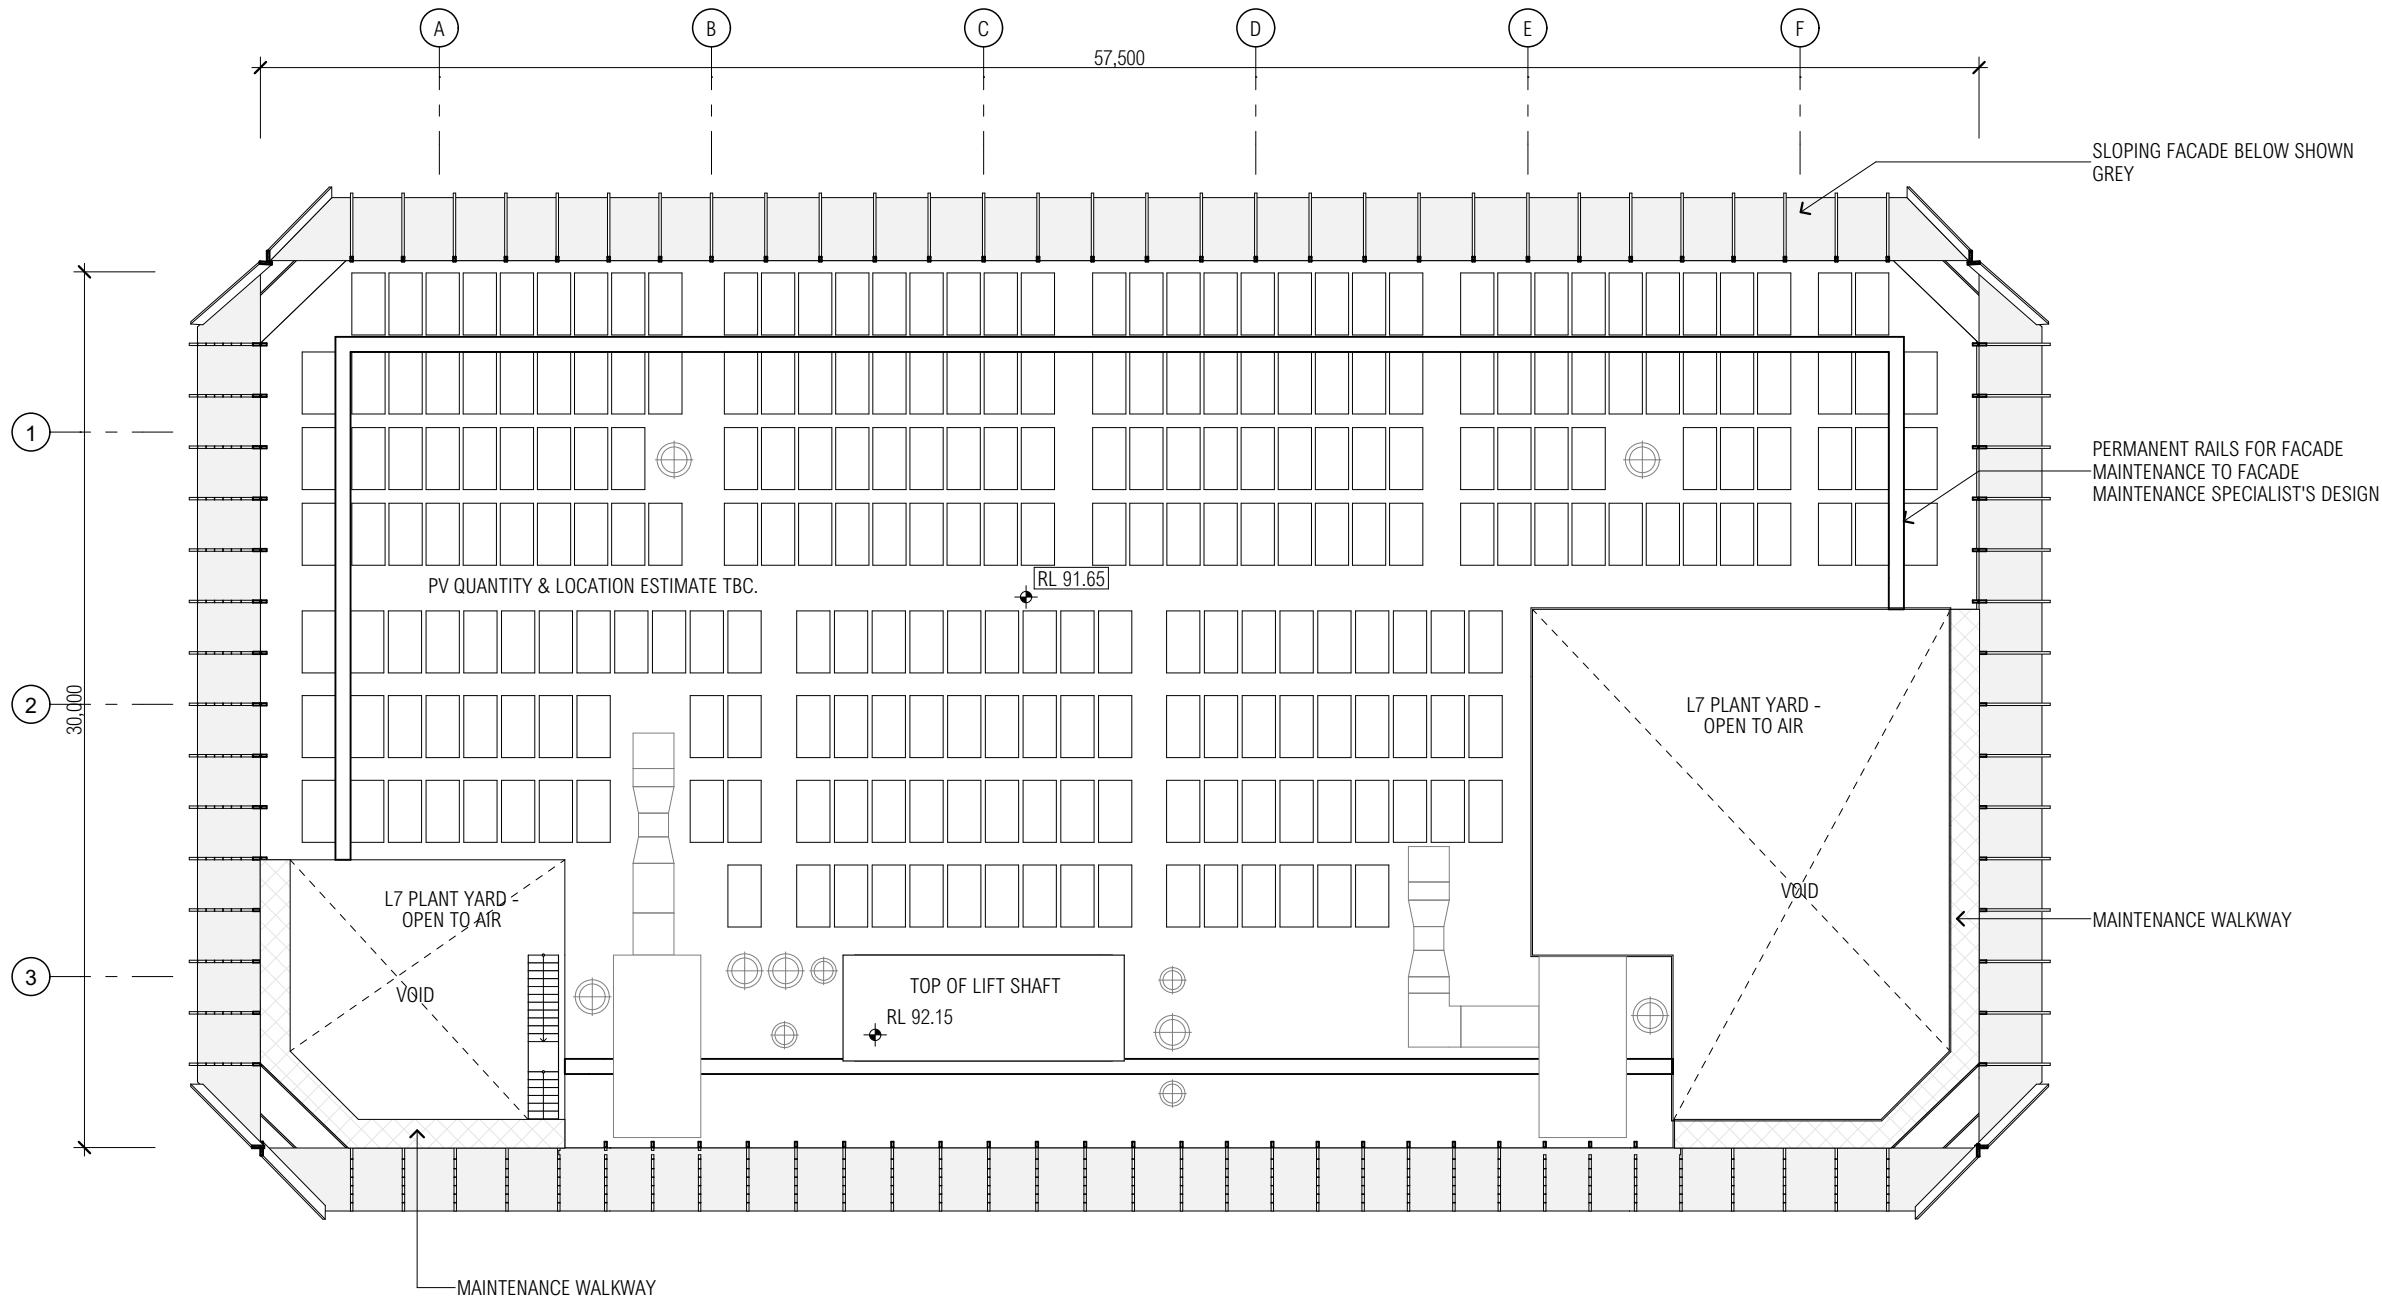 A
B
C
D
E
F
57,500
SLOPING FACADE BELOW SHOWN
GREY
1
PERMANENT RAILS FOR FACADE
MAINTENANCE TO FACADE
MAINTENANCE SPECIALIST'S DESIGN
PV QUANTITY & LOCATION ESTIMATE TBC.
RL 91.65
2
30,000
L7 PLANT YARD -
OPEN TO AIR
VOID
L7 PLANT YARD -
OPEN TO AIR
MAINTENANCE WALKWAY
3
VOID
TOP OF LIFT SHAFT
RL 92.15
MAINTENANCE WALKWAY